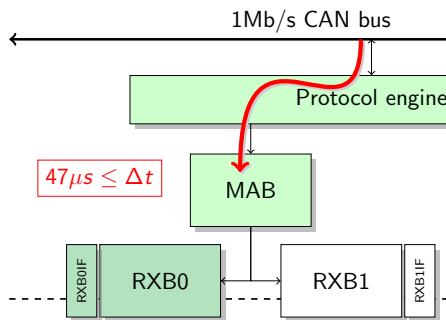 1Mb/s CAN bus
Protocol engine
47μs ≤ Δt
MAB
RXB0IF
RXB0
RXB1
RXB1IF